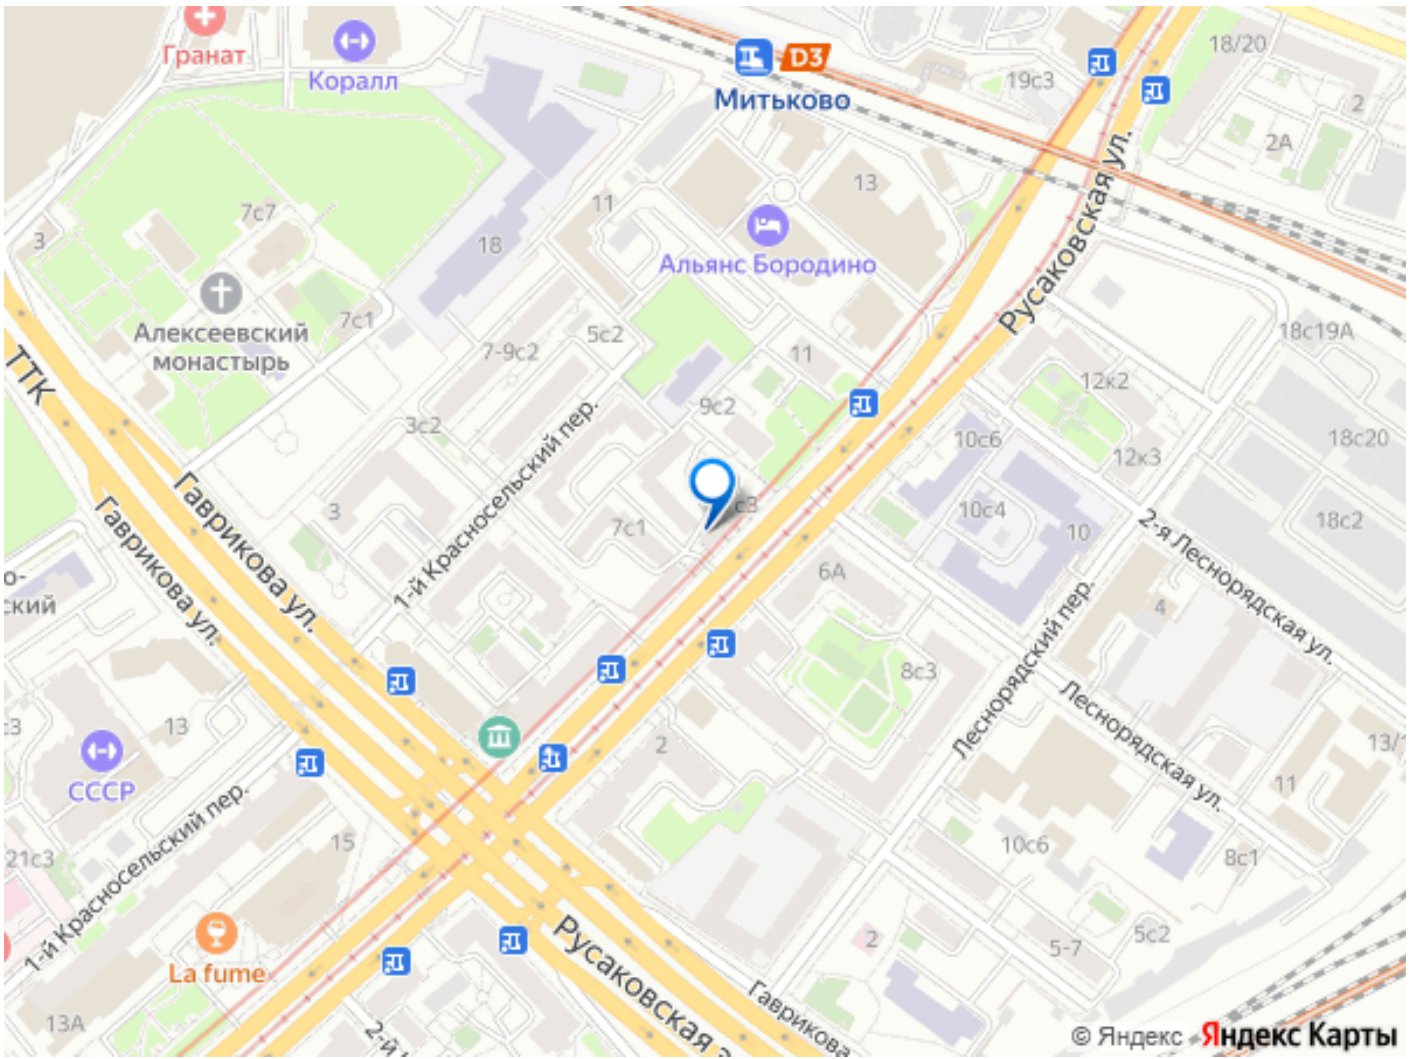 Гранат
Коралл
D3
Митьково
19с3
18/20
2
2А
13
11
7с7
3
18
Альянс Бородино
Русаковская ул.
Алексеевский
монастырь
7с1
5с2
7-9с2
11
18с19А
12к2
ТТК
9с2
3с2
10с6
18с20
12к3
1-й Красносельский пер.
Гаврикова ул.
Гаврикова ул.
3
7с1
с3
10с4
10
18с2
2-я Леснорядская ул.
6А
4
ский
Леснорядский пер.
8с3
Леснорядская ул.
13
2
13/1
СССР
11
1-й Красносельский пер.
15
21с3
10с6
8с1
La fume
2
5-7
5с2
13А
Русаковская э
Гаврикова
© Яндекс
Яндекс Карты